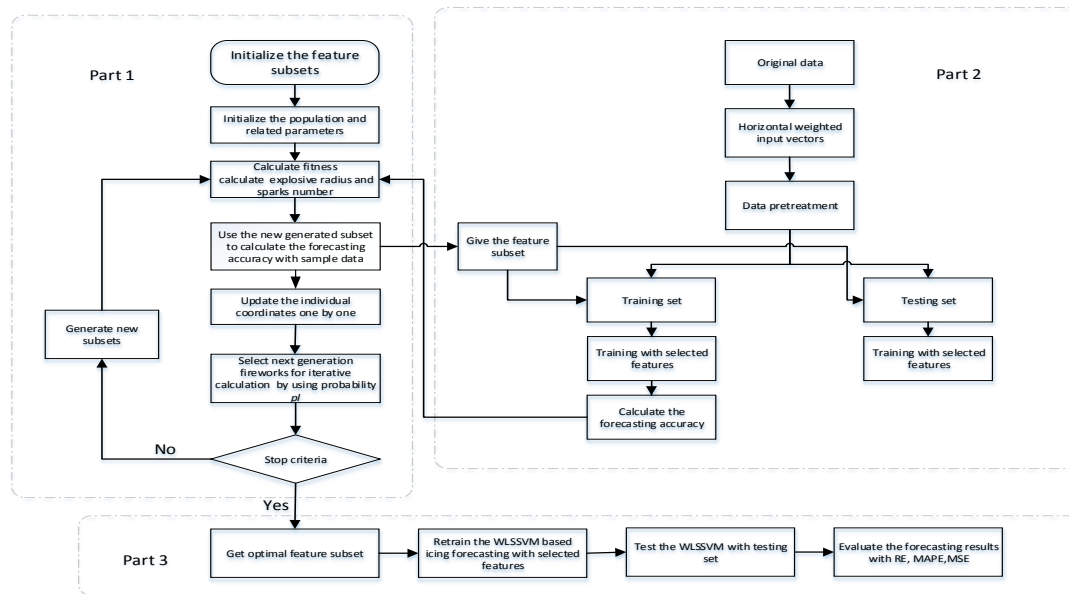 Part 1
Initialize the feature
subsets
Initialize the population and
related parameters
Calculate fitness
calculate explosive radius and
sparks number
Use the new generated subset
to calculate the forecasting
accuracy with sample data
Update the individual
coordinates one by one
Select next generation
fireworks for iterative
calculation by using probability
pi
Stop criteria
No
Yes
Generate new
subsets
Part 2
Original data
Horizontal weighted
input vectors
Data pretreatment
Give the feature
subset
Training set
Testing set
Training with selected
features
Training with selected
features
Calculate the
forecasting accuracy
Part 3
Get optimal feature subset
Retrain the WLSSVM based
icing forecasting with selected
features
Test the WLSSVM with testing
set
Evaluate the forecasting results
with RE, MAPE,MSE